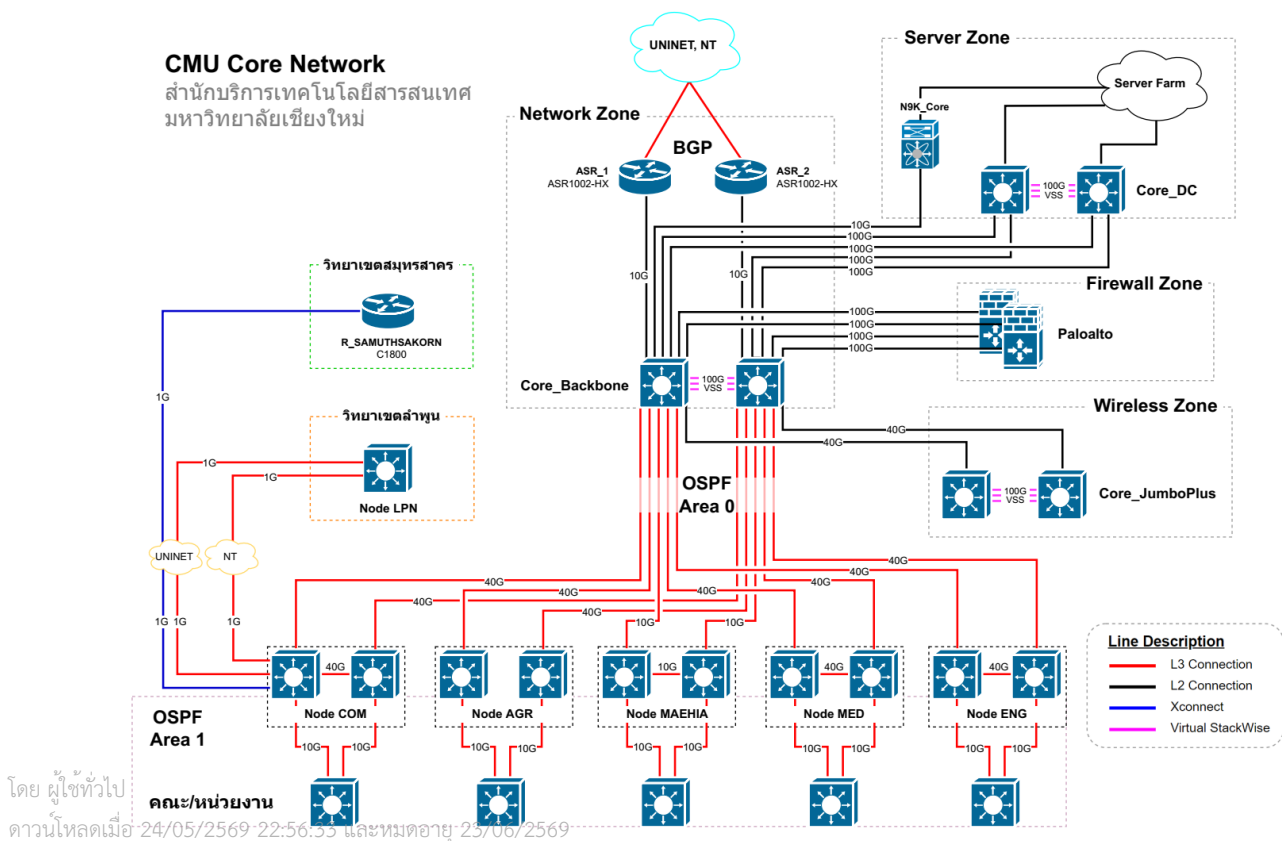 CMU Core Network
สำนักบริการเทคโนโลยีสารสนเทศ
มหาวิทยาลัยเชียงใหม่
UNINET, NT
Network Zone
BGP
ASR_1
ASR1002-HX
ASR_2
ASR1002-HX
10G
10G
Server Zone
Server Farm
N9K_Core
100G
VSS
Core_DC
10G
100G
100G
100G
100G
Firewall Zone
Paloalto
100G
100G
100G
100G
Core_Backbone
100G
VSS
Wireless Zone
40G
40G
100G
VSS
Core_JumboPlus
วิทยาเขตสมุทรสาคร
R_SAMUTHSAKORN
C1800
1G
วิทยาเขตลำพูน
1G
1G
Node LPN
UNINET
NT
1G
1G
1G
OSPF
Area 0
40G
40G
40G
40G
10G
10G
40G
40G
40G
40G
40G
Node COM
Node AGR
10G
Node MAEHIA
40G
Node MED
40G
Node ENG
OSPF
Area 1
10G
10G
10G
10G
10G
10G
10G
10G
10G
10G
คณะ/หน่วยงาน
Line Description
L3 Connection
L2 Connection
Xconnect
Virtual StackWise
โดย ผู้ใช้ทั่วไป
ดาวน์โหลดเมื่อ 24/05/2569 22:56:33 และหมดอายุ 23/06/2569